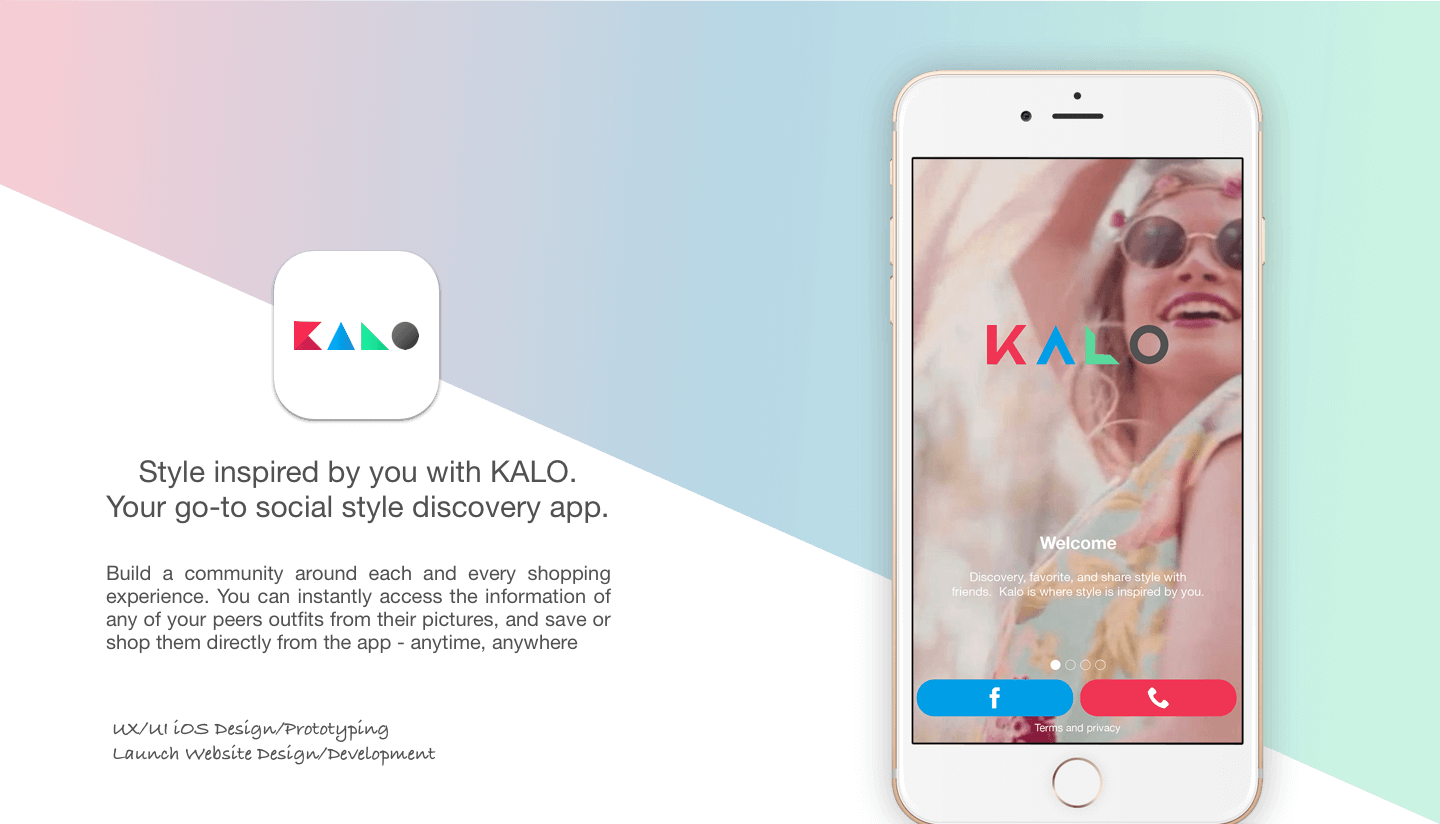 KALO
Style inspired by you with KALO.
Your go-to social style discovery app.
Build a community around each and every shopping
experience. You can instantly access the information of
any of your peers outfits from their pictures, and save or
shop them directly from the app - anytime, anywhere
UX/UI iOS Design/Prototyping
Launch Website Design/Development
KALO
Welcome
Discovery, favorite, and share style with
friends. Kalo is where style is inspired by you.
f
Terms and privacy